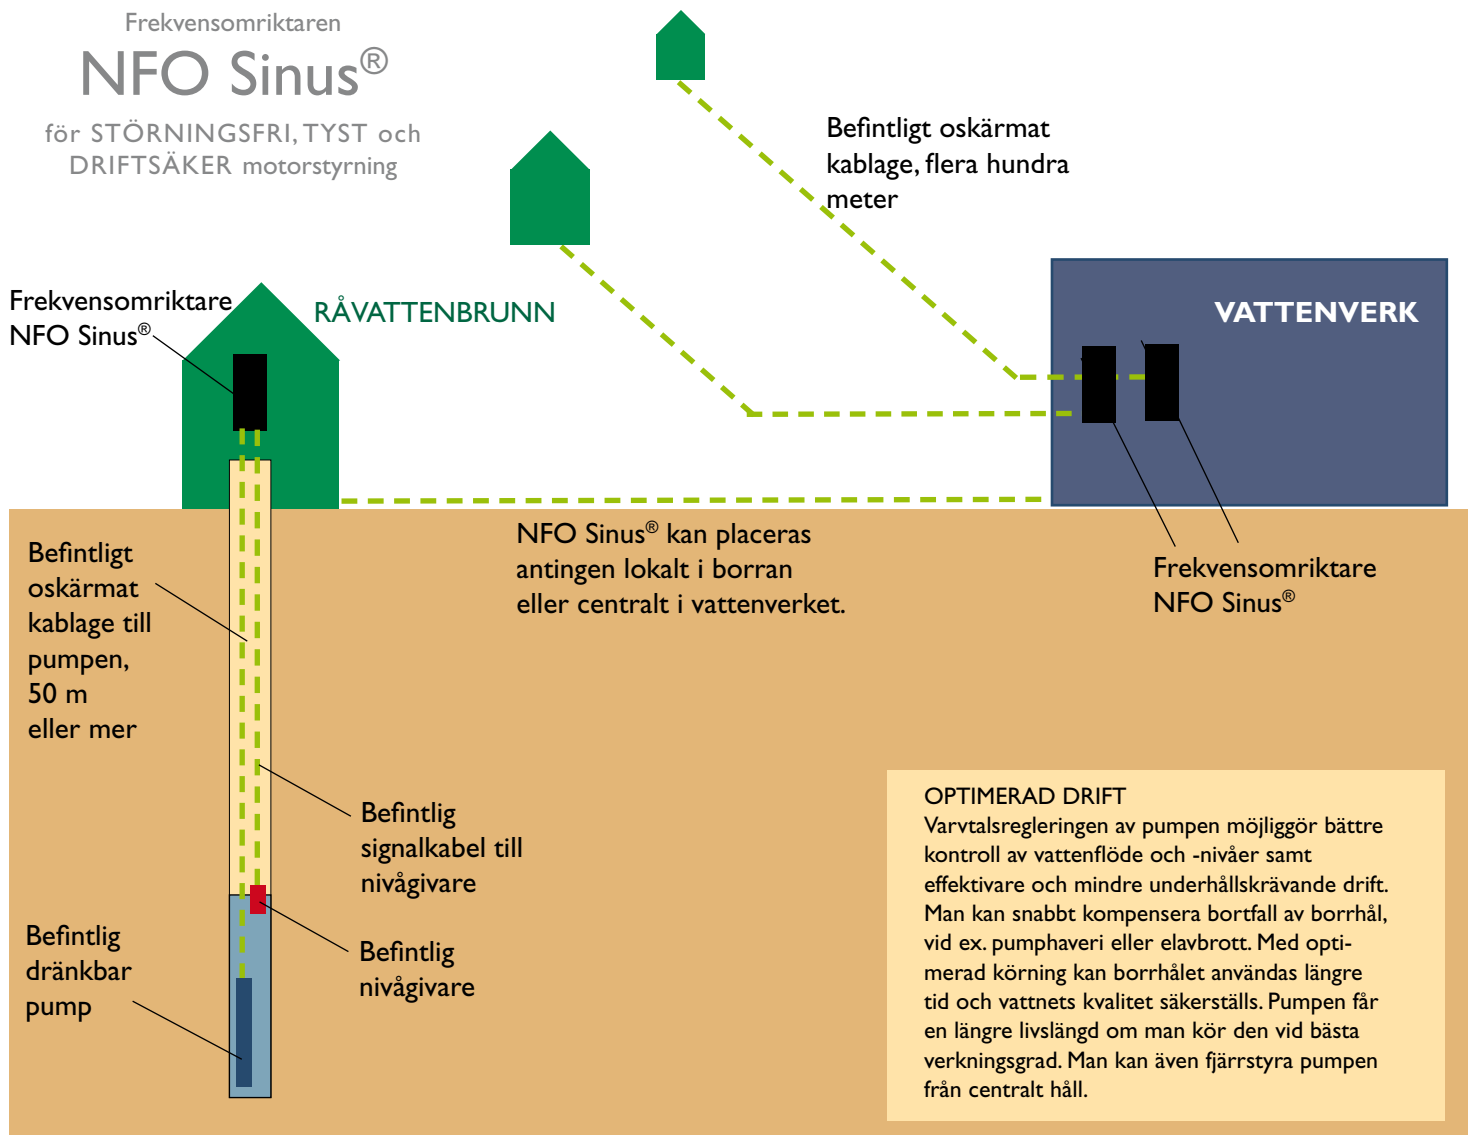 Frekvensomriktaren
NFO Sinus®
för STÖRNINGSFRI, TYST och
DRIFTSÄKER motorstyrning
Befintligt oskärmat
kablage, flera hundra
meter
Frekvensomriktare
NFO Sinus®
RÅVATTENBRUNN
VATTENVERK
NFO Sinus® kan placeras
antingen lokalt i borran
eller centralt i vattenverket.
Frekvensomriktare
NFO Sinus®
Befintligt
oskärmat
kablage till
pumpen,
50 m
eller mer
Befintlig
signalkabel till
nivågivare
Befintlig
nivågivare
Befintlig
dränkbar
pump
OPTIMERAD DRIFT
Varvtalsregleringen av pumpen möjliggör bättre
kontroll av vattenflöde och -nivåer samt
effektivare och mindre underhållskrävande drift.
Man kan snabbt kompensera bortfall av borrhål,
vid ex. pumphaveri eller elavbrott. Med opti-
merad körning kan borrhålet användas längre
tid och vattnets kvalitet säkerställs. Pumpen får
en längre livslängd om man kör den vid bästa
verkningsgrad. Man kan även fjärrstyra pumpen
från centralt håll.